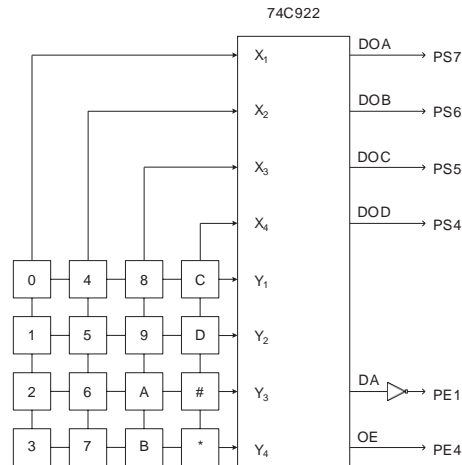 74C922
X1 DOA PS7
X2 DOB PS6
X3 DOC PS5
X4 DOD PS4
0 4 8 C Y1
1 5 9 D Y2
2 6 A # Y3 DA PE1
3 7 B * Y4 OE PE4